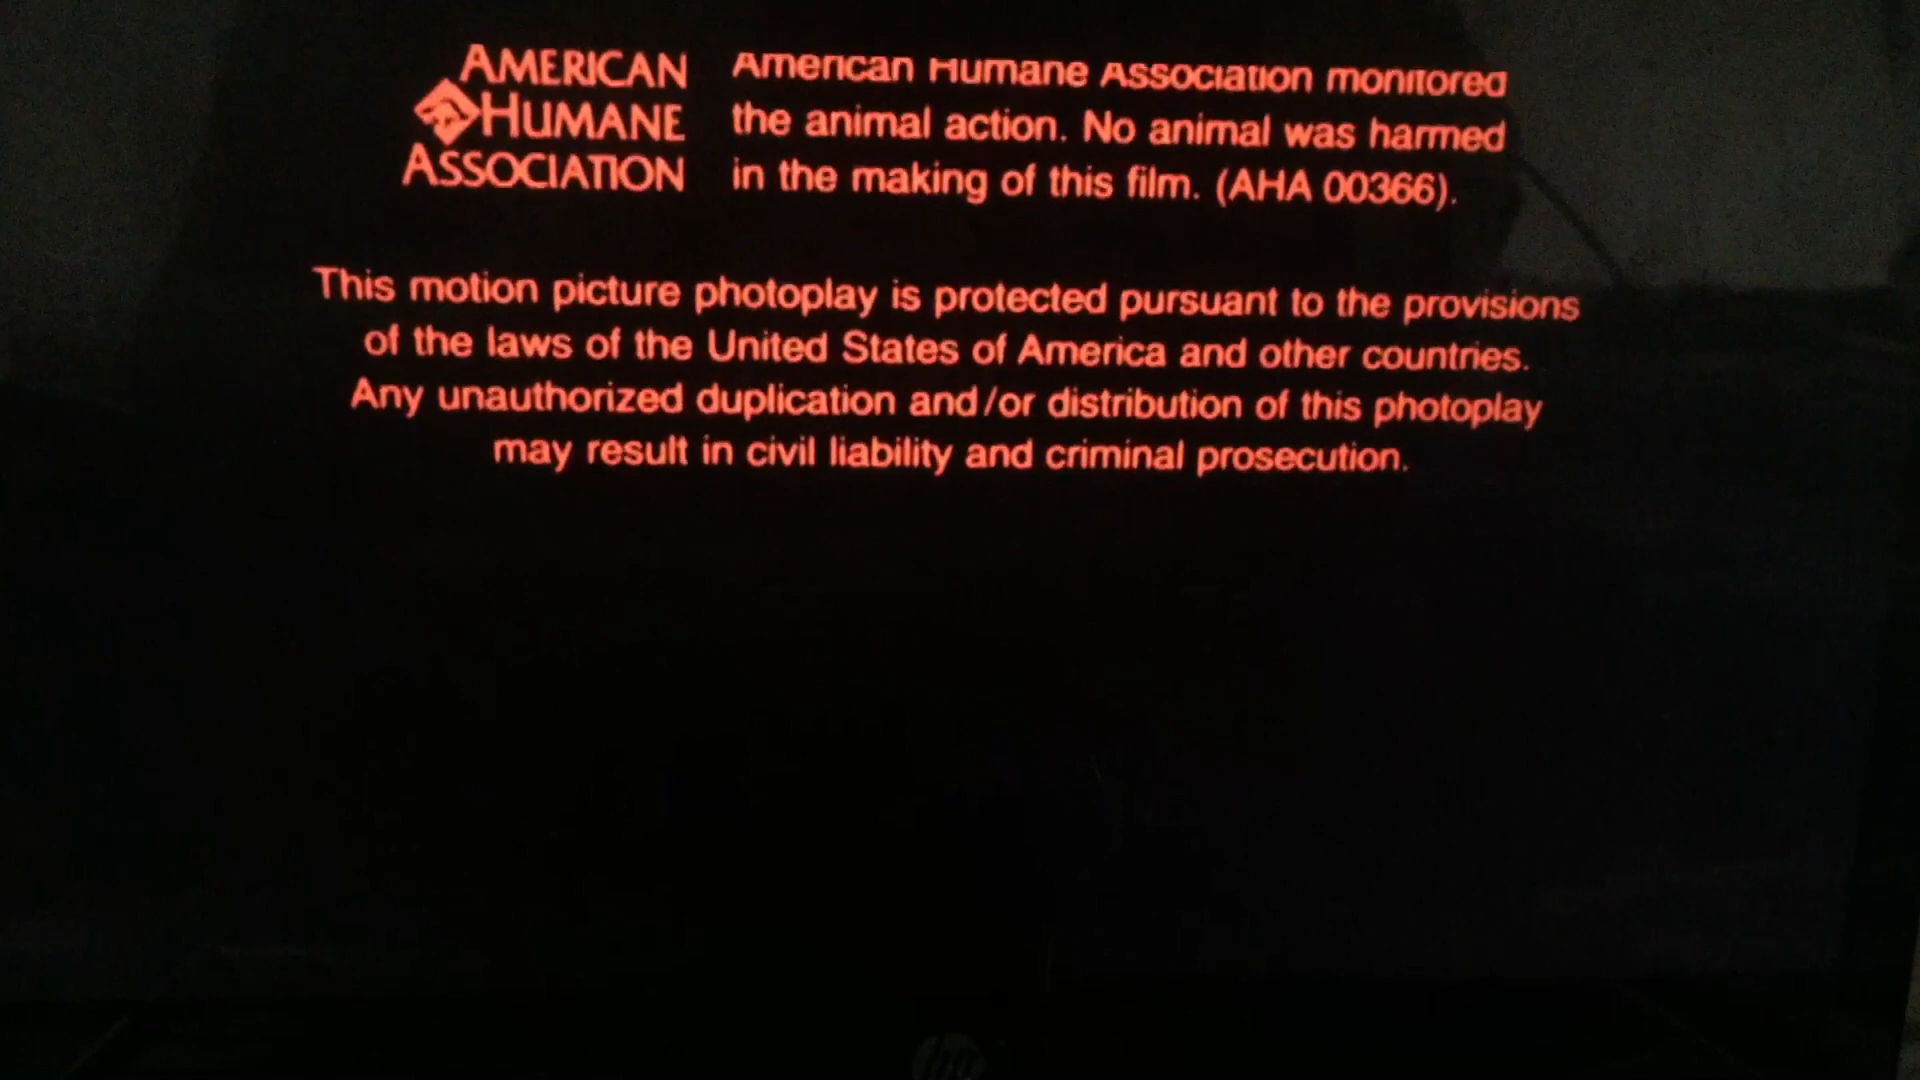 AMERICAN
HUMANE
ASSOCIATION
American Humane Association monitored
the animal action. No animal was harmed
in the making of this film. (AHA 00366).
This motion picture photoplay is protected pursuant to the provisions
of the laws of the United States of America and other countries.
Any unauthorized duplication and/or distribution of this photoplay
may result in civil liability and criminal prosecution.
hp